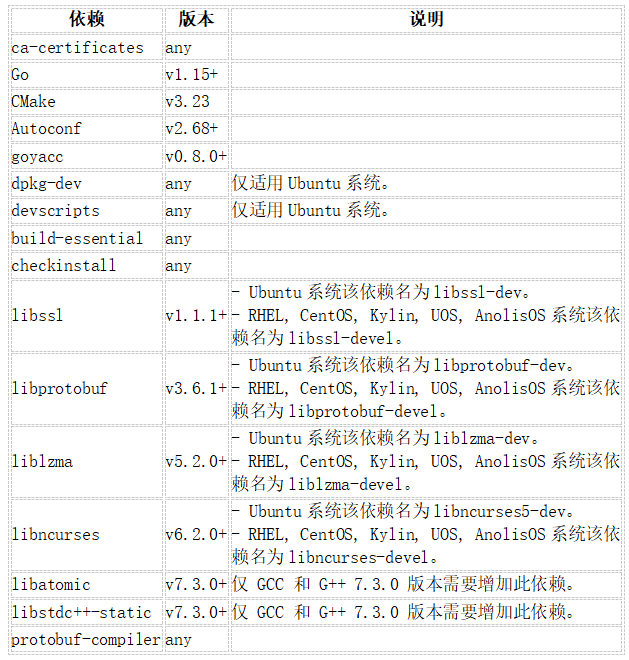 依赖 版本 说明
ca-certificates any
Go v1.15+
CMake v3.23
Autoconf v2.68+
goyacc v0.8.0+
dpkg-dev any 仅适用 Ubuntu 系统。
devscripts any 仅适用 Ubuntu 系统。
build-essential any
checkinstall any
libssl v1.1.1+ - Ubuntu 系统该依赖名为 libssl-dev。
- RHEL, CentOS, Kylin, UOS, AnolisOS 系统该依
赖名为 libssl-devel。
libprotobuf v3.6.1+ - Ubuntu 系统该依赖名为 libprotobuf-dev。
- RHEL, CentOS, Kylin, UOS, AnolisOS 系统该依
赖名为 libprotobuf-devel。
liblzma v5.2.0+ - Ubuntu 系统该依赖名为 liblzma-dev。
- RHEL, CentOS, Kylin, UOS, AnolisOS 系统该依
赖名为 liblzma-devel。
libncurses v6.2.0+ - Ubuntu 系统该依赖名为 libncurses5-dev。
- RHEL, CentOS, Kylin, UOS, AnolisOS 系统该依
赖名为 libncurses-devel。
libatomic v7.3.0+ 仅 GCC 和 G++ 7.3.0 版本需要增加此依赖。
libstdc++-static v7.3.0+ 仅 GCC 和 G++ 7.3.0 版本需要增加此依赖。
protobuf-compiler any